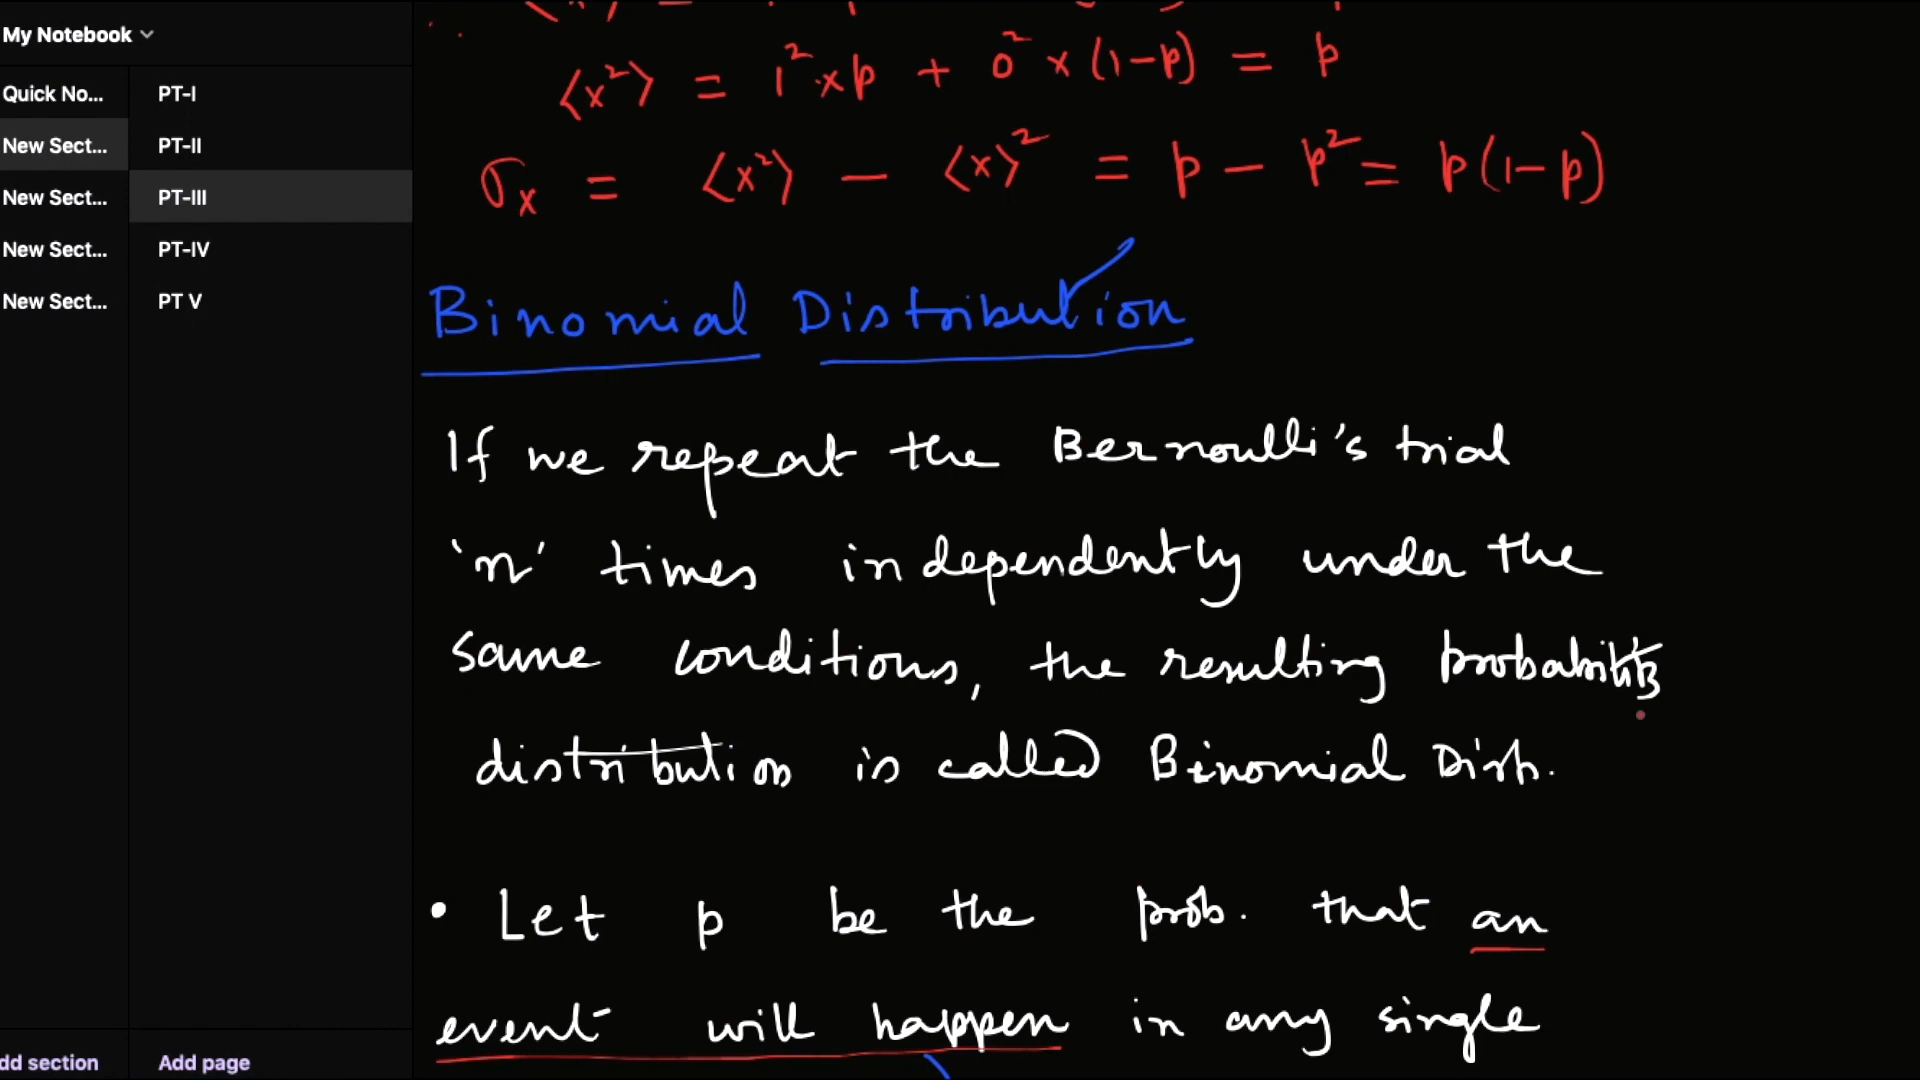 My Notebook
Quick No...
New Sect...
New Sect...
New Sect...
New Sect...
dd section
PT-I
PT-II
PT-III
PT-IV
PT V
Add page
⟨x²⟩ = 1² × p + 0² × (1-p) = p
σx = ⟨x²⟩ - ⟨x⟩² = p - p² = p(1-p)
Binomial Distribution
If we repeat the Bernoulli's trial
'n' times independently under the
same conditions, the resulting
distribution is called Binomial Dist.
• Let p be the prob. that an
event will happen in any single